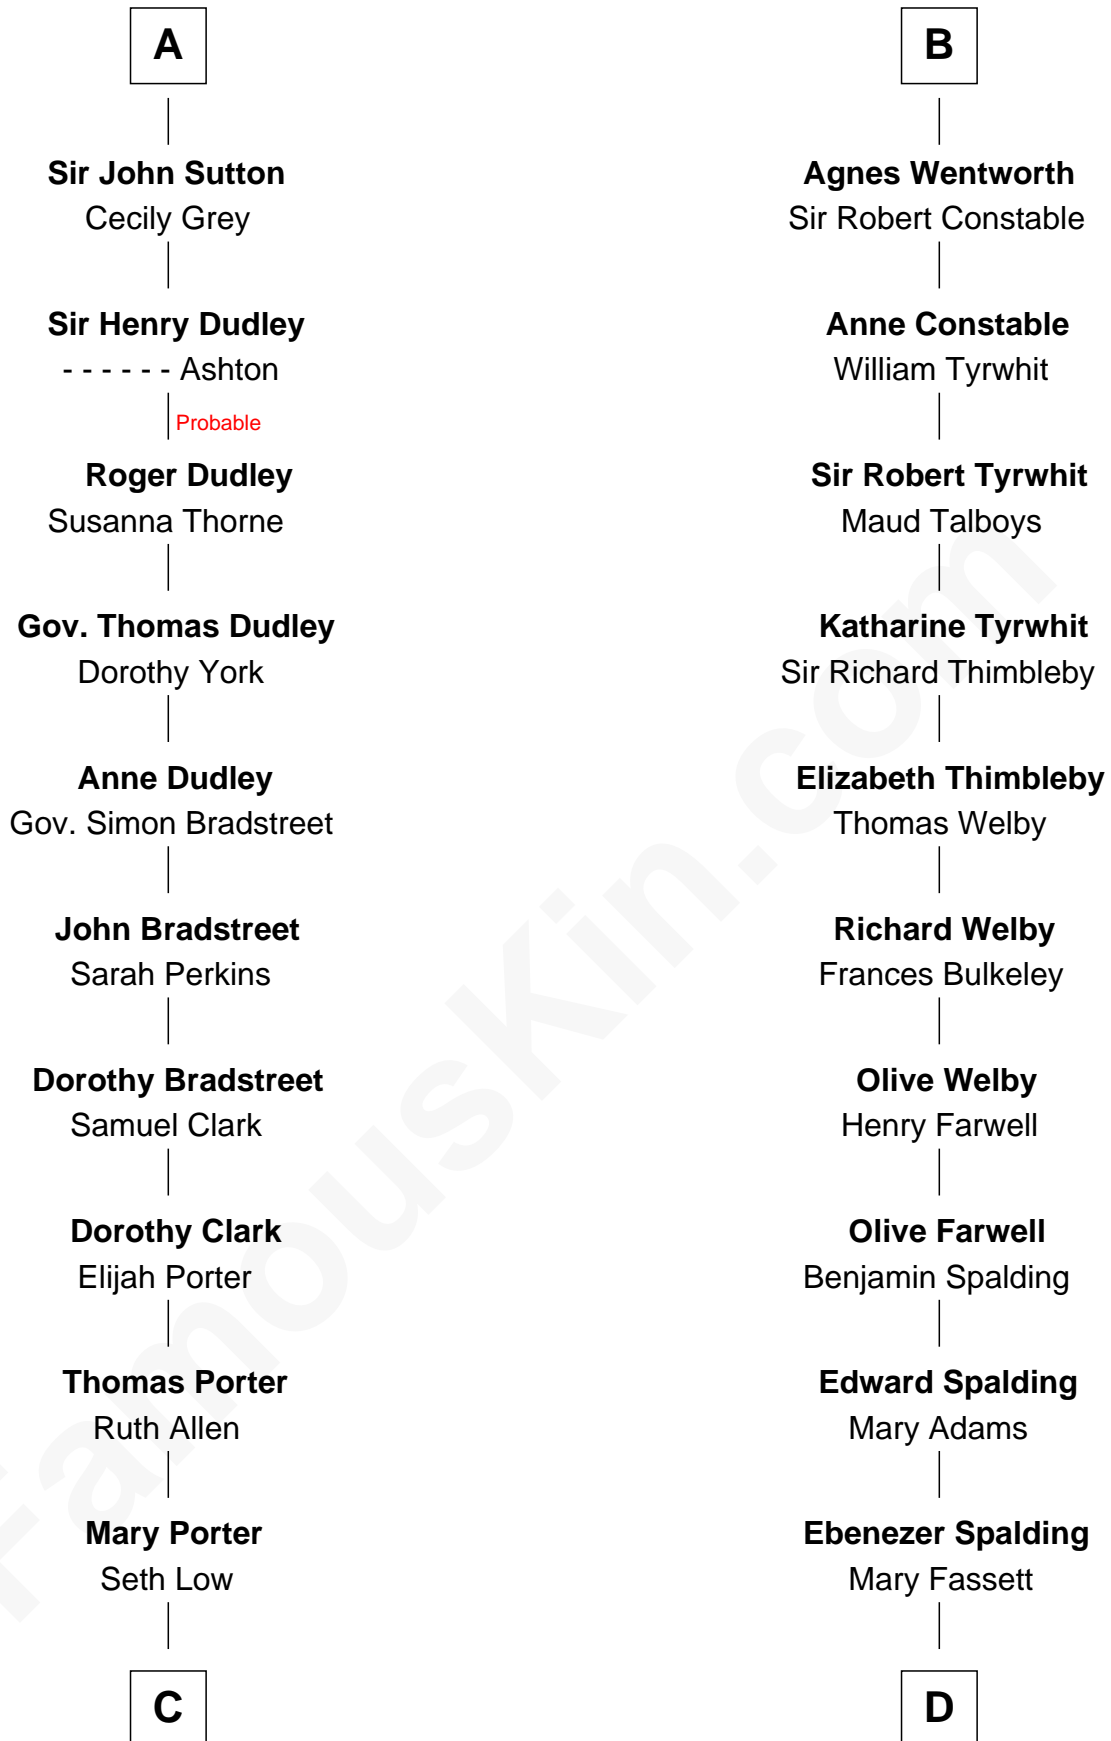 A
Sir John Sutton
Cecily Grey
Sir Henry Dudley
- - - - - - Ashton
Probable
Roger Dudley
Susanna Thorne
Gov. Thomas Dudley
Dorothy York
Anne Dudley
Gov. Simon Bradstreet
John Bradstreet
Sarah Perkins
Dorothy Bradstreet
Samuel Clark
Dorothy Clark
Elijah Porter
Thomas Porter
Ruth Allen
Mary Porter
Seth Low
C
B
Agnes Wentworth
Sir Robert Constable
Anne Constable
William Tyrwhit
Sir Robert Tyrwhit
Maud Talboys
Katharine Tyrwhit
Sir Richard Thimbleby
Elizabeth Thimbleby
Thomas Welby
Richard Welby
Frances Bulkeley
Olive Welby
Henry Farwell
Olive Farwell
Benjamin Spalding
Edward Spalding
Mary Adams
Ebenezer Spalding
Mary Fassett
D
FamousKin.com